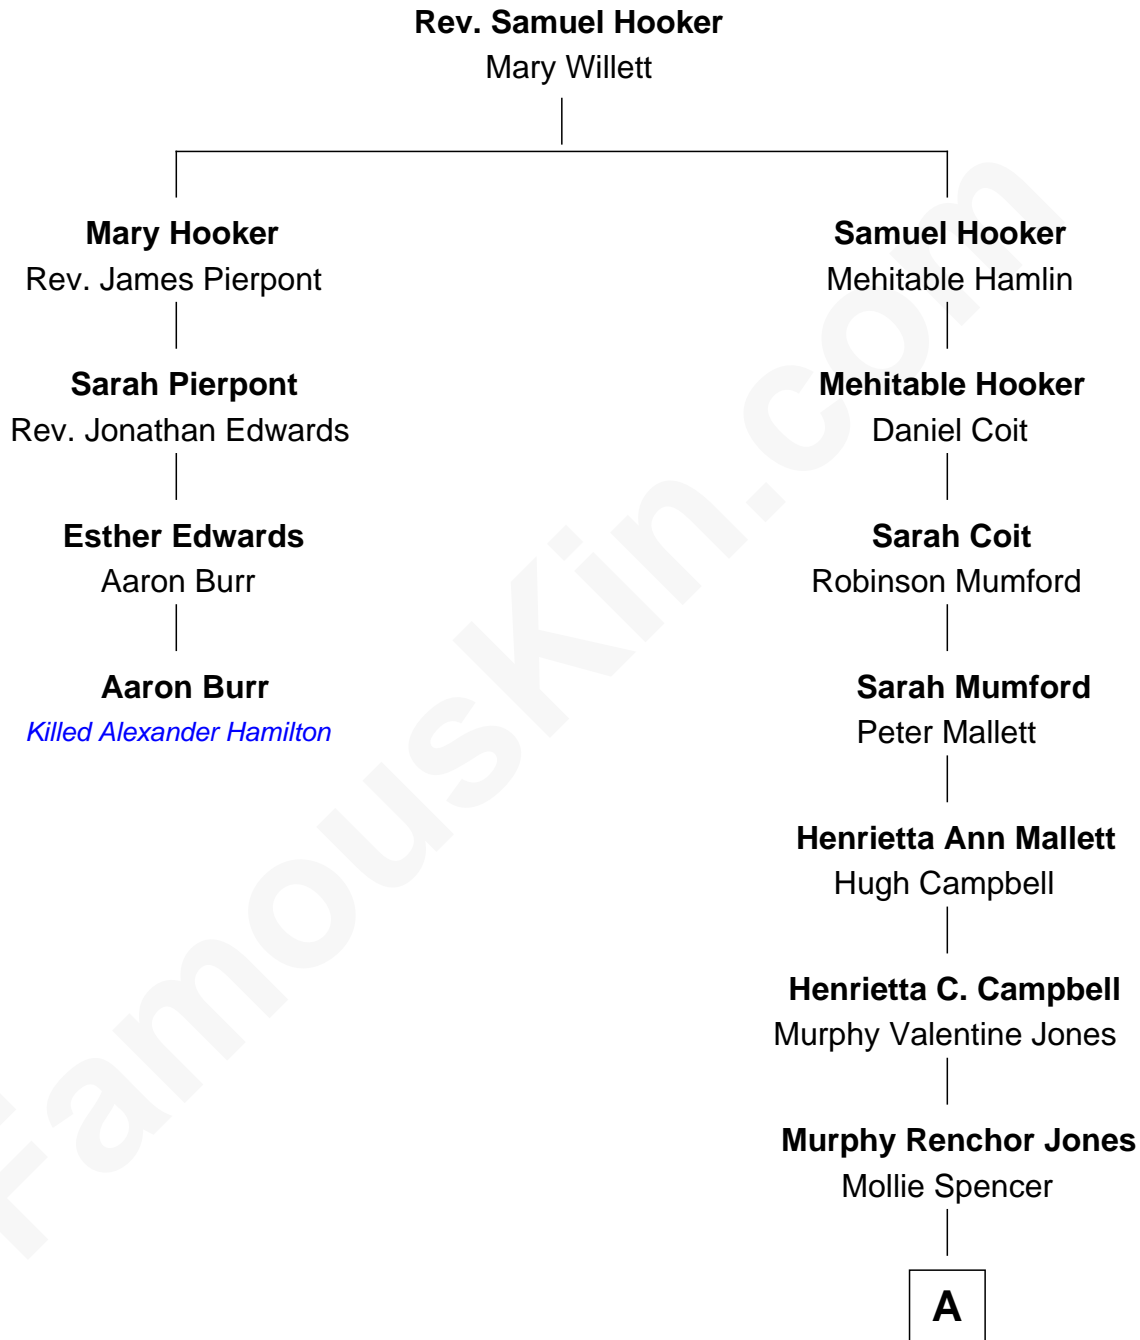 Rev. Samuel Hooker
Mary Willett
Mary Hooker
Rev. James Pierpont
Samuel Hooker
Mehitable Hamlin
Sarah Pierpont
Rev. Jonathan Edwards
Mehitable Hooker
Daniel Coit
Esther Edwards
Aaron Burr
Sarah Coit
Robinson Mumford
Aaron Burr
Killed Alexander Hamilton
Sarah Mumford
Peter Mallett
Henrietta Ann Mallett
Hugh Campbell
Henrietta C. Campbell
Murphy Valentine Jones
Murphy Renchor Jones
Mollie Spencer
A
FamousKin.com